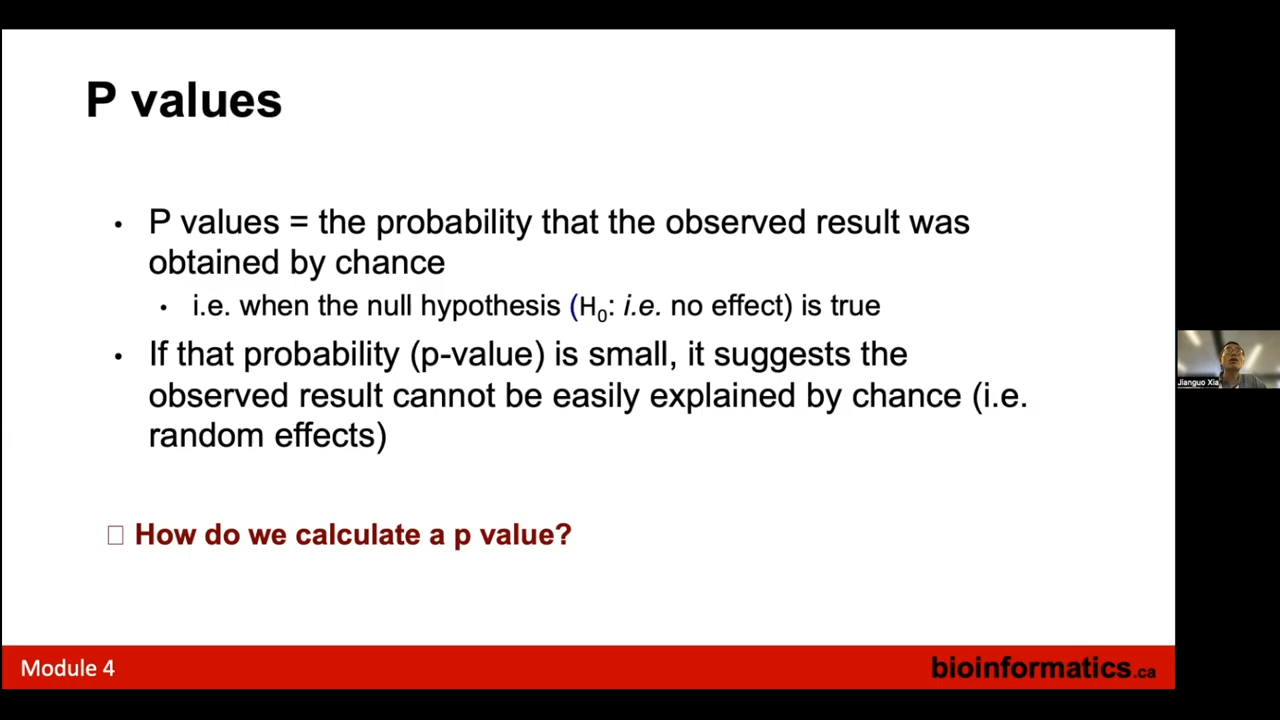 P values
• P values = the probability that the observed result was
obtained by chance
• i.e. when the null hypothesis (H₀: i.e. no effect) is true
• If that probability (p-value) is small, it suggests the
observed result cannot be easily explained by chance (i.e.
random effects)
□ How do we calculate a p value?
Module 4
bioinformatics.ca
Jianguo Xia